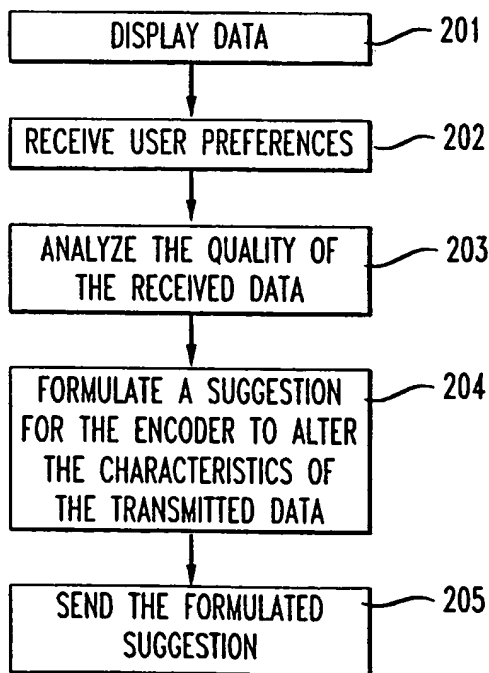 DISPLAY DATA
201
RECEIVE USER PREFERENCES
202
ANALYZE THE QUALITY OF
THE RECEIVED DATA
203
FORMULATE A SUGGESTION
FOR THE ENCODER TO ALTER
THE CHARACTERISTICS OF
THE TRANSMITTED DATA
204
SEND THE FORMULATED
SUGGESTION
205